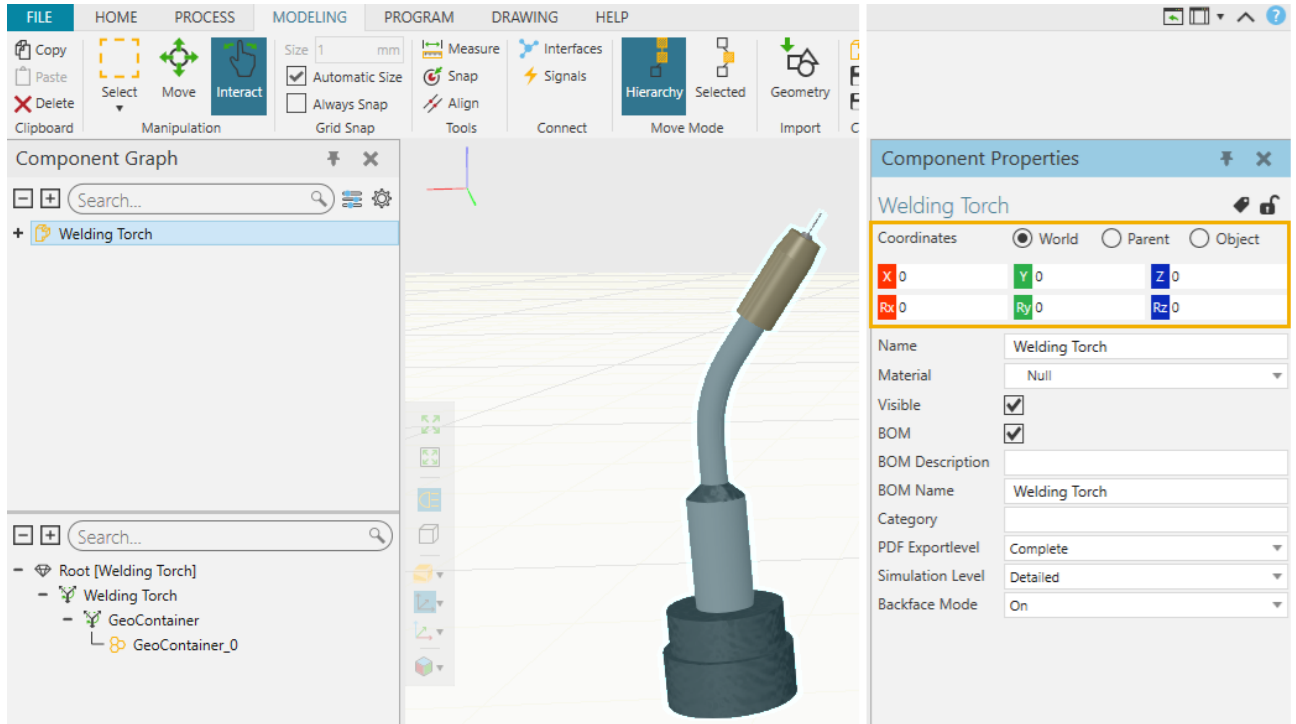 FILE HOME PROCESS MODELING PROGRAM DRAWING HELP
Copy
Paste
Delete
Clipboard
Select
Move
Interact
Manipulation
Size 1 mm
Automatic Size
Always Snap
Grid Snap
Measure
Snap
Align
Tools
Interfaces
Signals
Connect
Hierarchy
Selected
Move Mode
Geometry
Import
Component Graph
Search...
Welding Torch
Search...
Root [Welding Torch]
Welding Torch
GeoContainer
GeoContainer_0
Component Properties
Welding Torch
Coordinates World Parent Object
X 0 Y 0 Z 0
Rx 0 Ry 0 Rz 0
Name Welding Torch
Material Null
Visible
BOM
BOM Description
BOM Name Welding Torch
Category
PDF Exportlevel Complete
Simulation Level Detailed
Backface Mode On